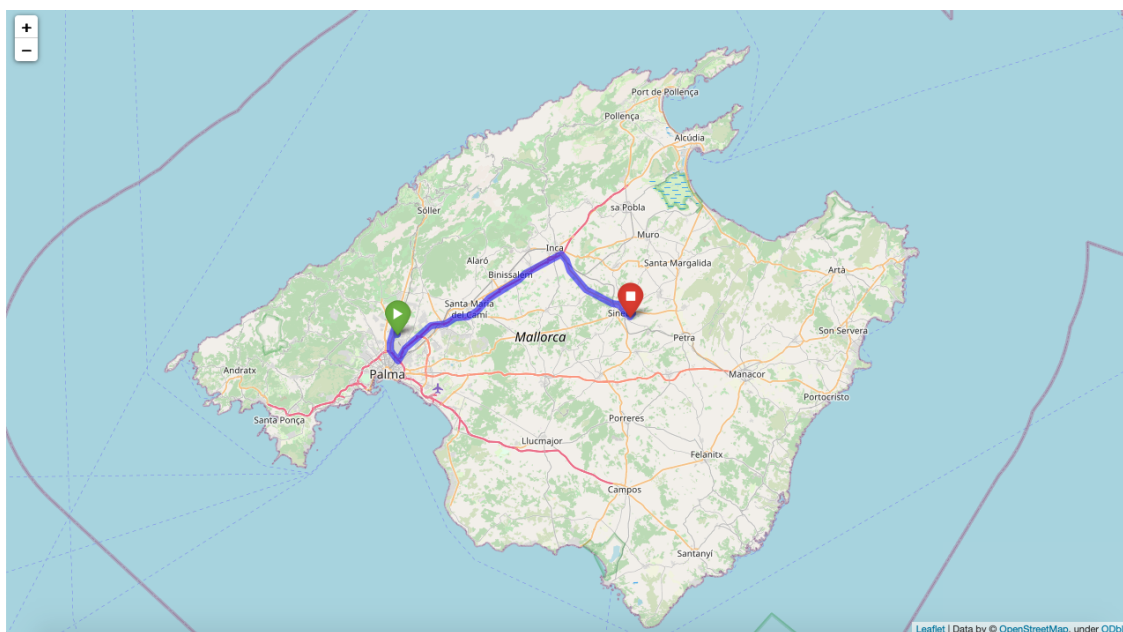 +
−
Port de Pollença
Pollença
Alcúdia
Sóller
sa Pobla
Inca
Muro
Alaró
Santa Margalida
Binissalem
Artà
Santa Maria
del Camí
Mallorca
Son Servera
Petra
Andratx
Palma
Manacor
Portocristo
Santa Ponça
Porreres
Llucmajor
Felanitx
Campos
Santanyí
Leaflet | Data by © OpenStreetMap, under